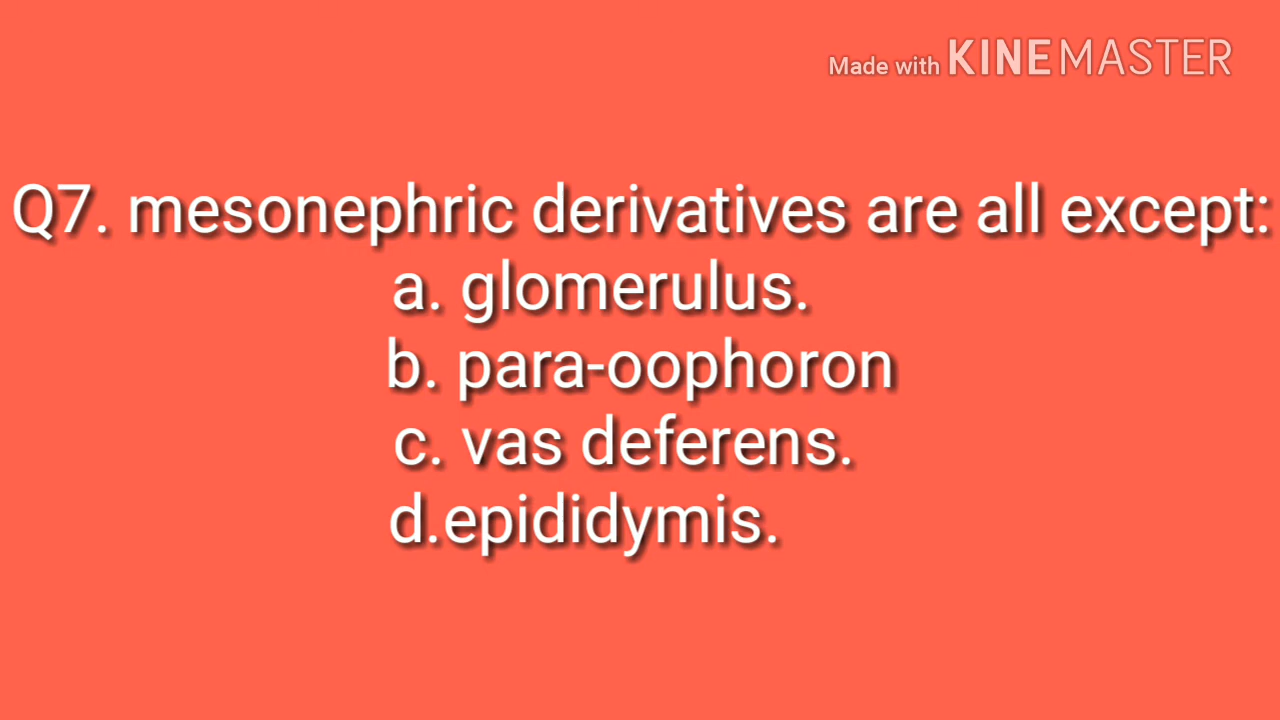 Made with KINEMASTER
Q7. mesonephric derivatives are all except:
a. glomerulus.
b. para-oophoron
c. vas deferens.
d.epididymis.